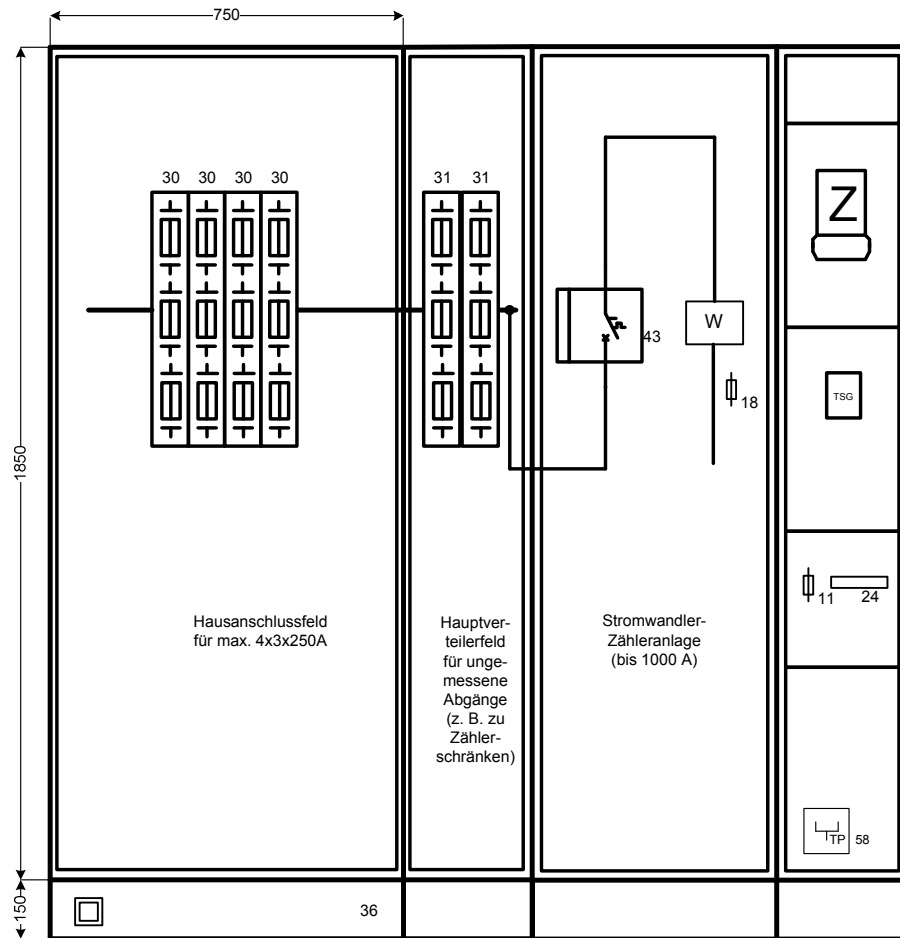 750
30 30 30 30
31 31
Z
W
43
18
TSG
1850
11
24
Hausanschlussfeld
für max. 4x3x250A
Hauptver-
teilerfeld
für unge-
messene
Abgänge
(z. B. zu
Zähler-
schränken)
Stromwandler-
Zähleranlage
(bis 1000 A)
TP
58
150
36